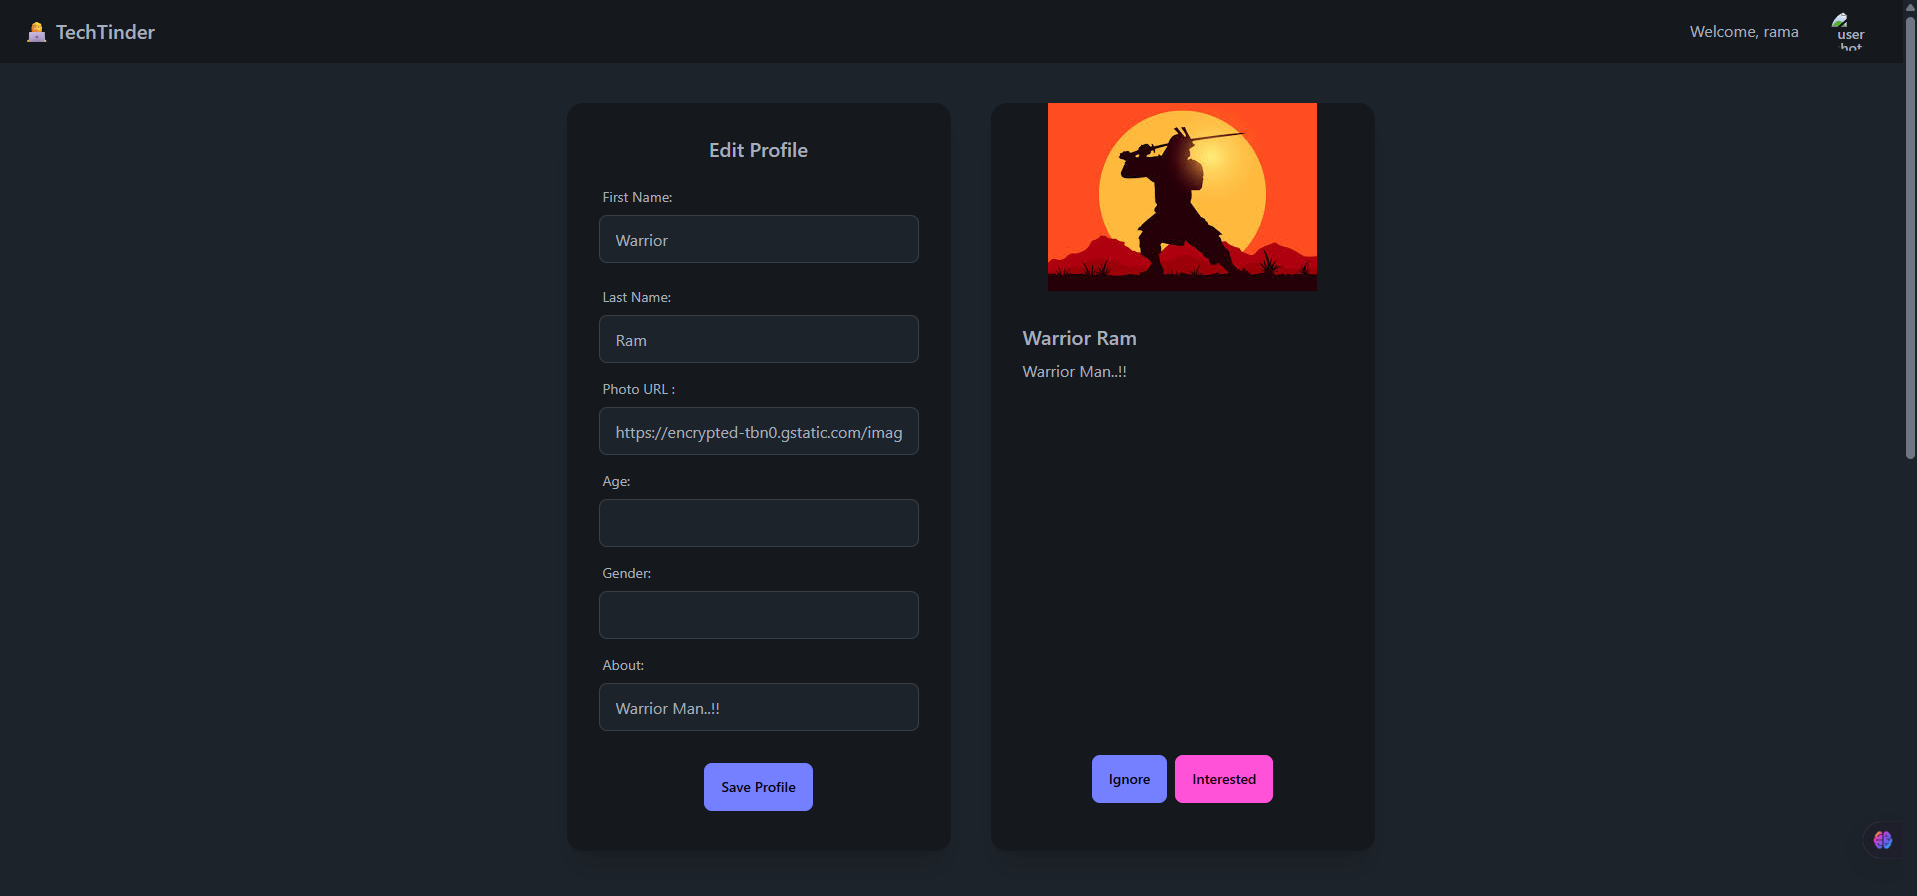 TechTinder
Welcome, rama
user
Edit Profile
First Name:
Warrior
Last Name:
Ram
Photo URL :
https://encrypted-tbn0.gstatic.com/imag
Age:
Gender:
About:
Warrior Man..!!
Save Profile
Warrior Ram
Warrior Man..!!
Ignore
Interested